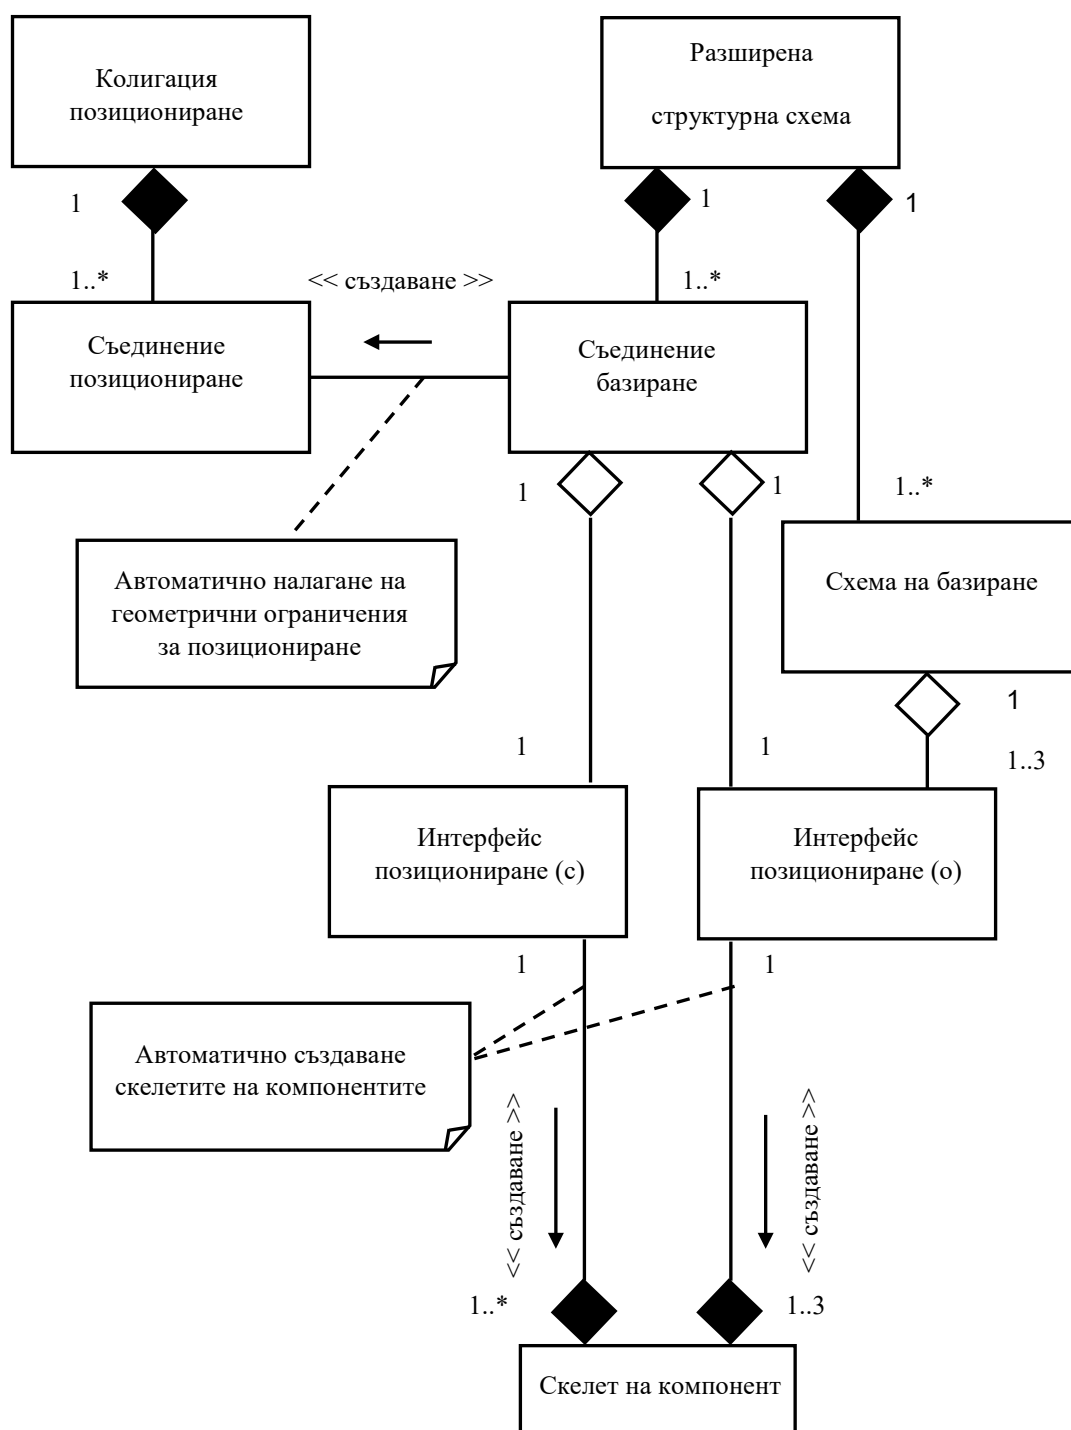 Колигация
позициониране
Разширена
структурна схема
1
1
1
1..*
<< създаване >>
1..*
Съединение
позициониране
Съединение
базиране
1
1
1..*
Автоматично налагане на
геометрични ограничения
за позициониране
Схема на базиране
1
1..3
1
1
Интерфейс
позициониране (с)
Интерфейс
позициониране (о)
1
1
Автоматично създаване
скелетите на компонентите
<< създаване >>
<< създаване >>
1..*
1..3
Скелет на компонент